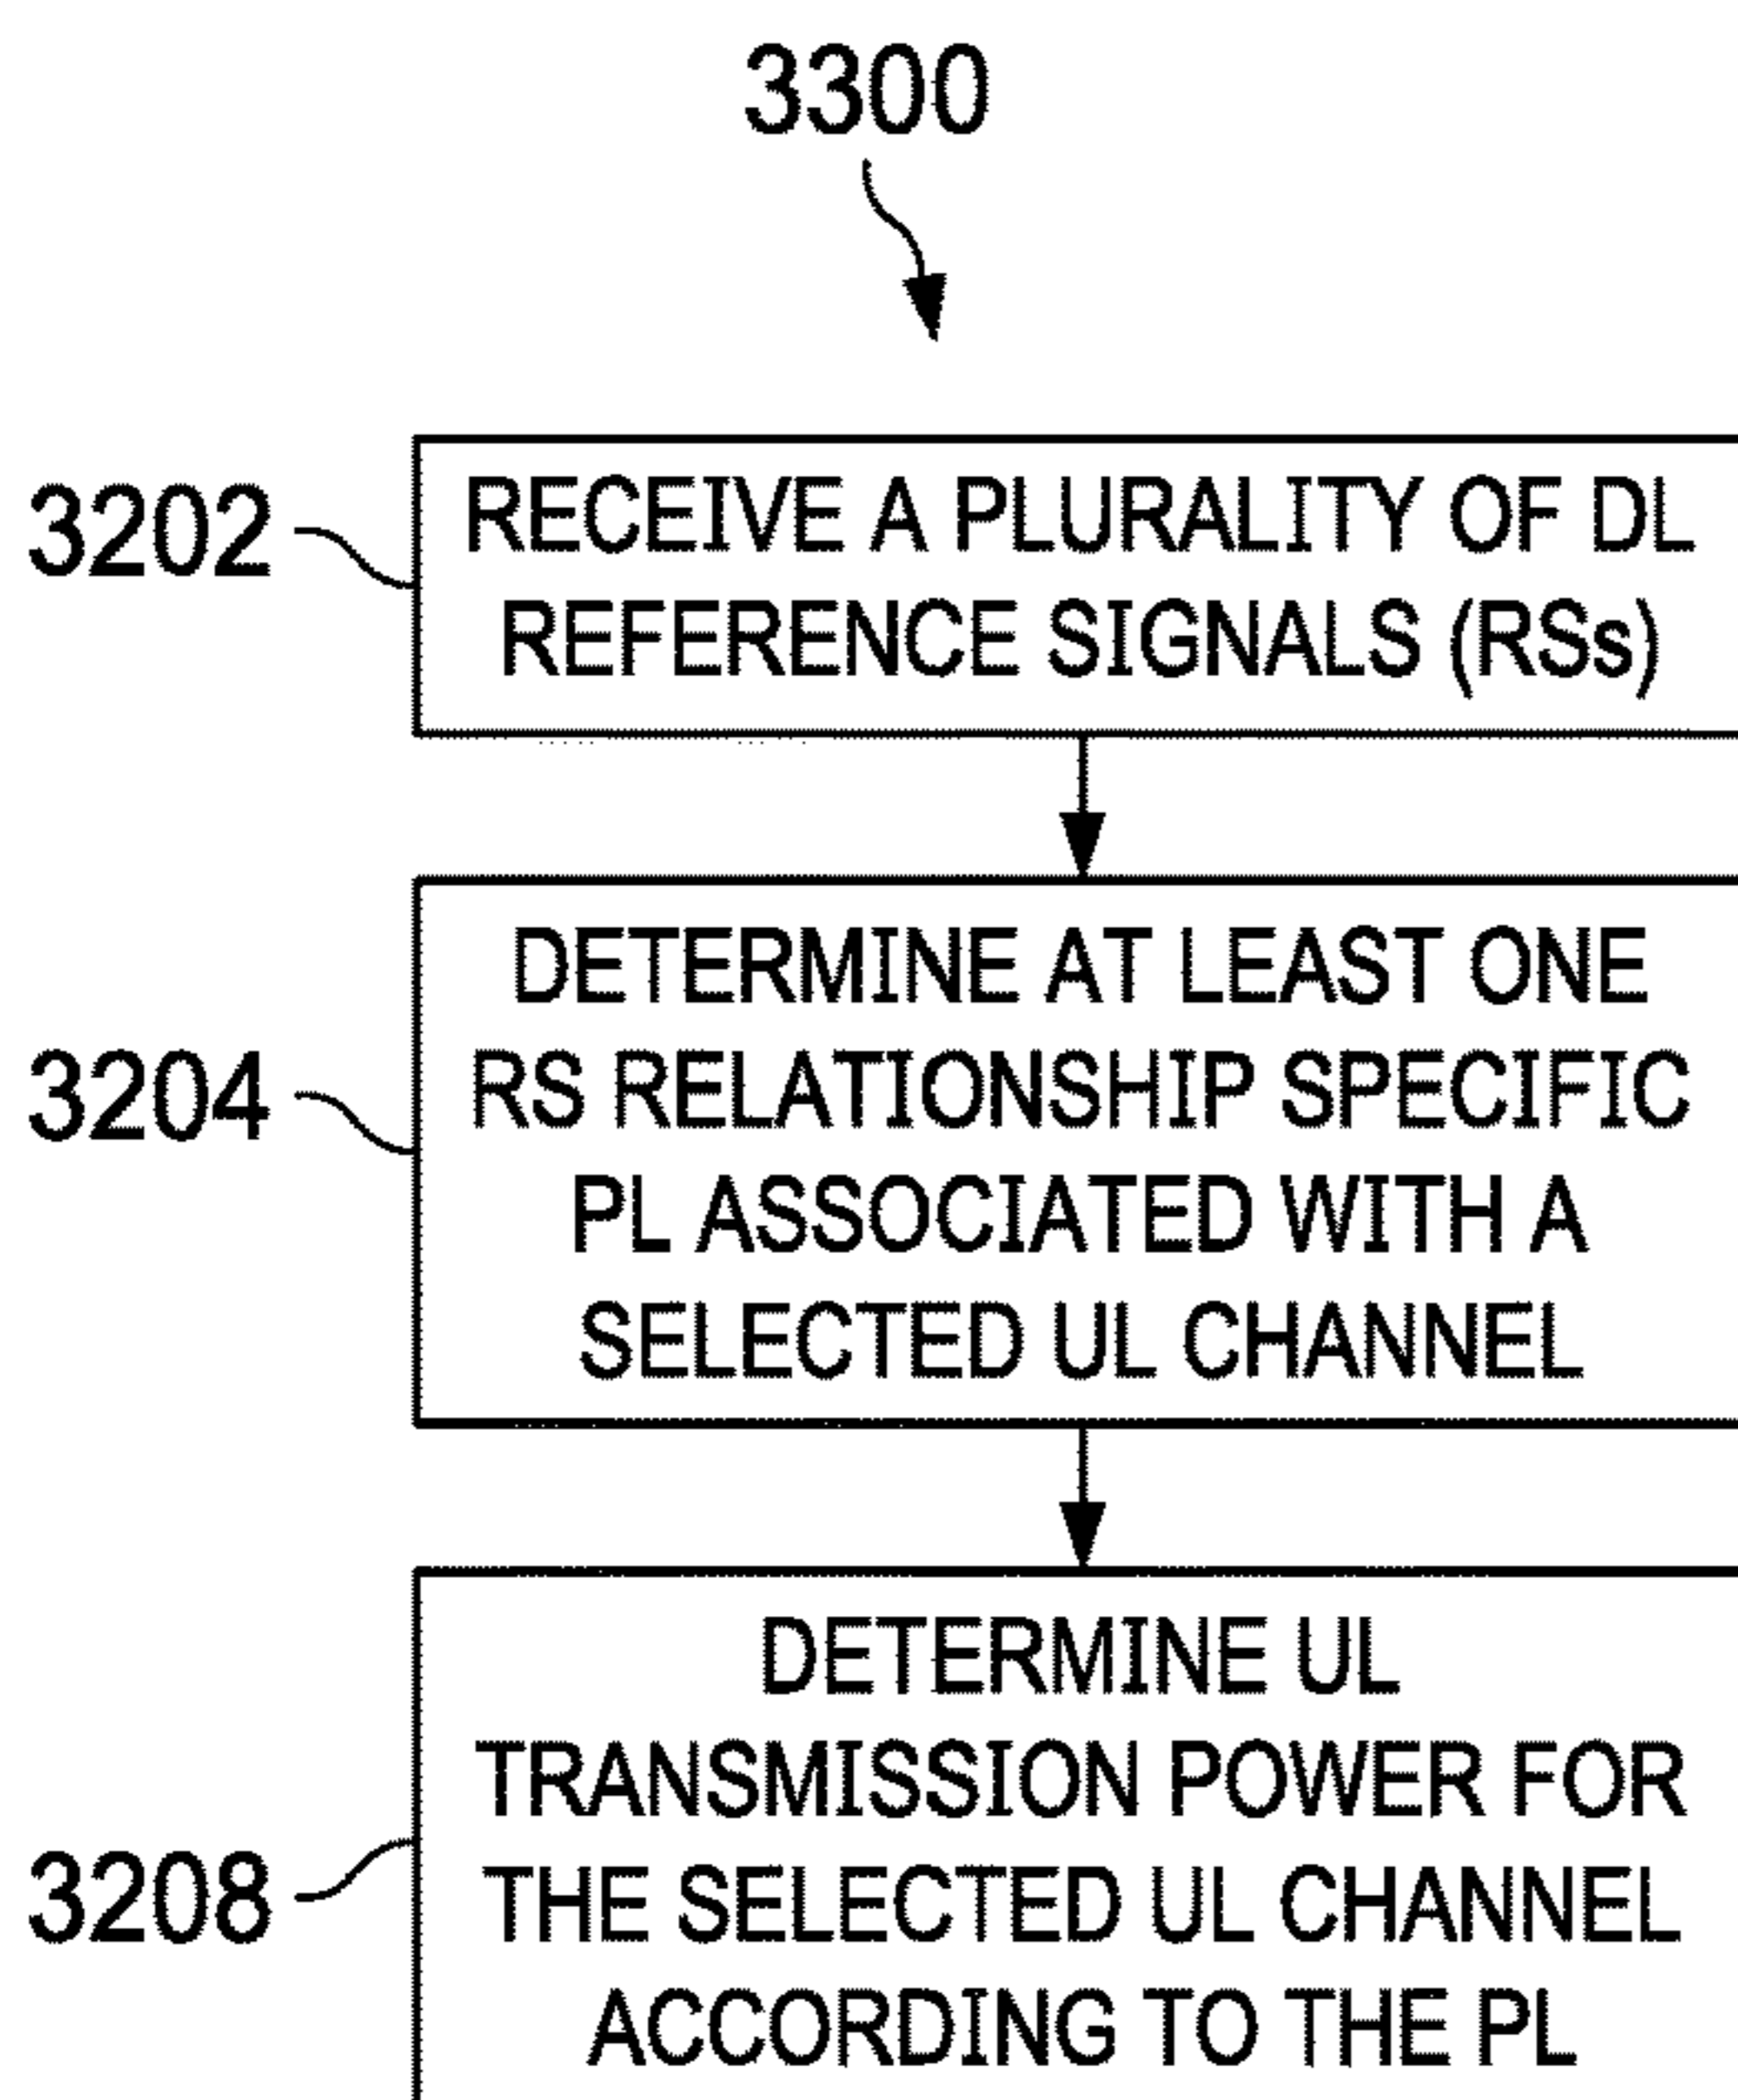 3300
3202
RECEIVE A PLURALITY OF DL
REFERENCE SIGNALS (RSs)
3204
DETERMINE AT LEAST ONE
RS RELATIONSHIP SPECIFIC
PL ASSOCIATED WITH A
SELECTED UL CHANNEL
3208
DETERMINE UL
TRANSMISSION POWER FOR
THE SELECTED UL CHANNEL
ACCORDING TO THE PL